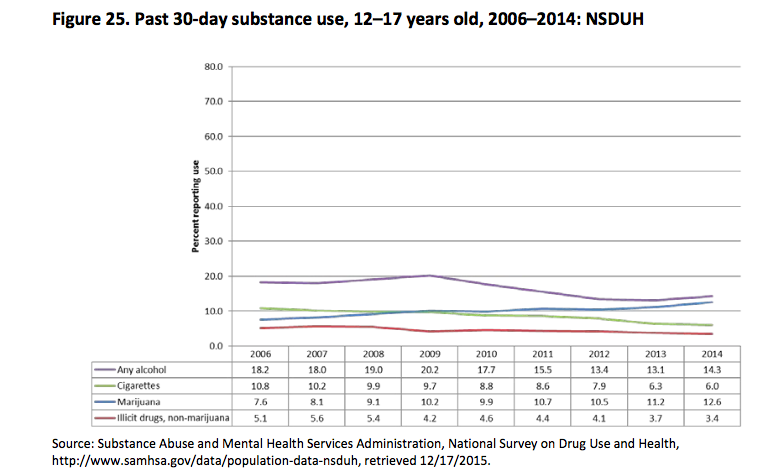 Figure 25. Past 30-day substance use, 12–17 years old, 2006–2014: NSDUH
80.0
70.0
60.0
50.0
40.0
30.0
20.0
10.0
0.0
Percent reporting use
2006 2007 2008 2009 2010 2011 2012 2013 2014
Any alcohol 18.2 18.0 19.0 20.2 17.7 15.5 13.4 13.1 14.3
Cigarettes 10.8 10.2 9.9 9.7 8.8 8.6 7.9 6.3 6.0
Marijuana 7.6 8.1 9.1 10.2 9.9 10.7 10.5 11.2 12.6
Illicit drugs, non-marijuana 5.1 5.6 5.4 4.2 4.6 4.4 4.1 3.7 3.4
Source: Substance Abuse and Mental Health Services Administration, National Survey on Drug Use and Health,
http://www.samhsa.gov/data/population-data-nsduh, retrieved 12/17/2015.